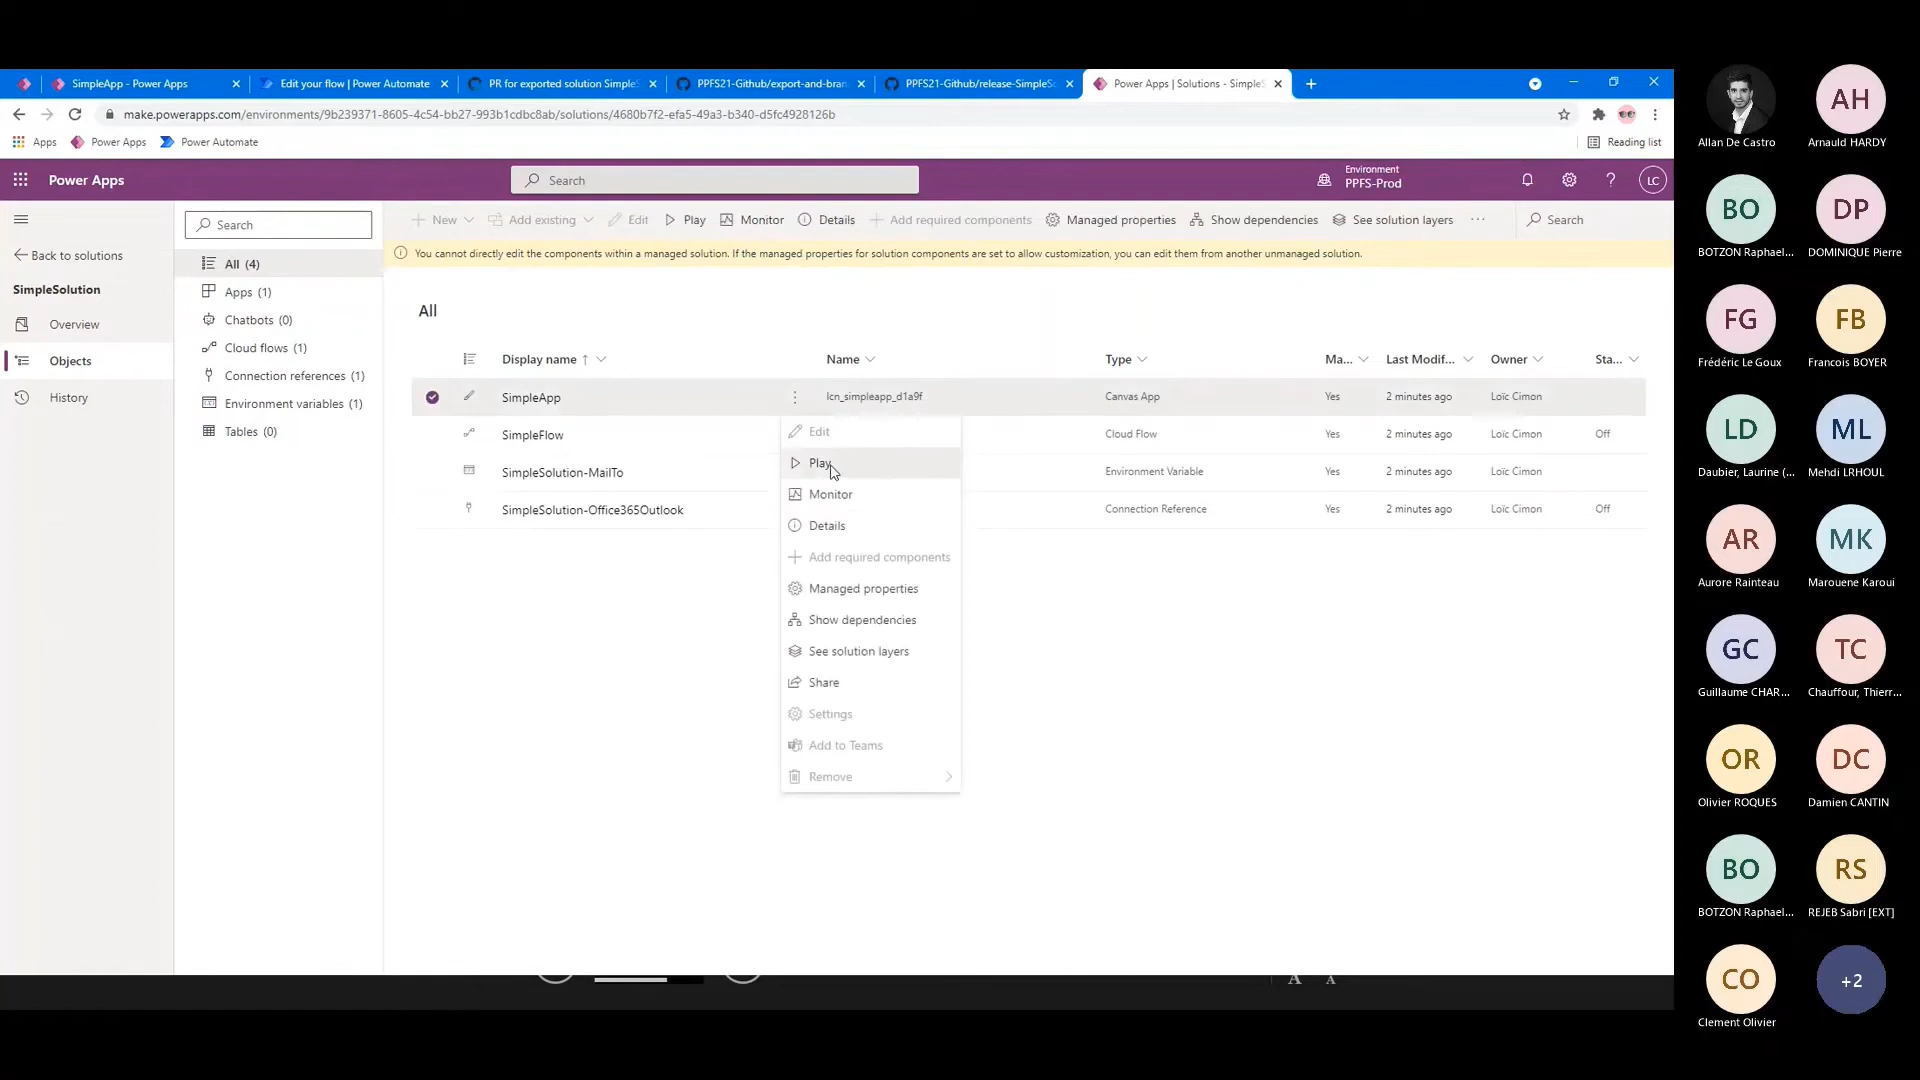 SimpleApp - Power Apps
Edit your flow | Power Automate
PR for exported solution SimpleS
PPFS21-Github/export-and-bran
PPFS21-Github/release-SimpleSo
Power Apps | Solutions - SimpleS
make.powerapps.com/environments/9b239371-8605-4c54-bb27-993b1cdbc8ab/solutions/4680b7f2-efa5-49a3-b340-d5fc4928126b
Apps
Power Apps
Power Automate
Reading list
Power Apps
Search
Environment
PPFS-Prod
?
LC
Search
New
Add existing
Edit
Play
Monitor
Details
Add required components
Managed properties
Show dependencies
See solution layers
...
Search
You cannot directly edit the components within a managed solution. If the managed properties for solution components are set to allow customization, you can edit them from another unmanaged solution.
Back to solutions
SimpleSolution
Overview
Objects
History
All (4)
Apps (1)
Chatbots (0)
Cloud flows (1)
Connection references (1)
Environment variables (1)
Tables (0)
All
Display name ↑ Name Type Ma... Last Modif... Owner Sta...
SimpleApp lcn_simpleapp_d1a9f Canvas App Yes 2 minutes ago Loïc Cimon
SimpleFlow Cloud Flow Yes 2 minutes ago Loïc Cimon Off
SimpleSolution-MailTo Environment Variable Yes 2 minutes ago Loïc Cimon
SimpleSolution-Office365Outlook Connection Reference Yes 2 minutes ago Loïc Cimon Off
Edit
Play
Monitor
Details
Add required components
Managed properties
Show dependencies
See solution layers
Share
Settings
Add to Teams
Remove
A A
Allan De Castro
AH
Arnauld HARDY
BO
BOTZON Raphael...
DP
DOMINIQUE Pierre
FG
Frédéric Le Goux
FB
Francois BOYER
LD
Daubier, Laurine (...
ML
Mehdi LRHOUL
AR
Aurore Rainteau
MK
Marouene Karoui
GC
Guillaume CHAR...
TC
Chauffour, Thierr...
OR
Olivier ROQUES
DC
Damien CANTIN
BO
BOTZON Raphael...
RS
REJEB Sabri [EXT]
CO
Clement Olivier
+2